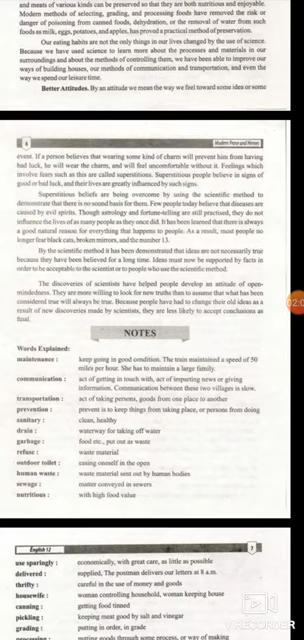 and meats of various kinds can be preserved so that they are both nutritious and enjoyable.
Modern methods of selecting, grading, and processing foods have removed the risk or
danger of poisoning from canned foods, dehydration, or the removal of water from such
foods as milk, eggs, potatoes, and apples, has proved a practical method of preservation.
Our eating habits are not the only things in our lives changed by the use of science.
Because we have used science to learn more about the processes and materials in our
surroundings and about the methods of controlling them, we have been able to improve our
ways of building houses, our methods of communication and transportation, and even the
way we spend our leisure time.
Better Attitudes. By an attitude we mean the way we feel toward some idea or some
6 Modern Prose and Heroes
event. If a person believes that wearing some kind of charm will prevent him from having
bad luck, he will wear the charm, and will feel uncomfortable without it. Feelings which
involve fears such as this are called superstitions. Superstitious people believe in signs of
good or bad luck, and their lives are greatly influenced by such signs.
Superstitious beliefs are being overcome by using the scientific method to
demonstrate that there is no sound basis for them. Few people today believe that diseases are
caused by evil spirits. Though astrology and fortune-telling are still practised, they do not
influence the lives of as many people as they once did. It has been learned that there is always
a good natural reason for everything that happens to people. As a result, most people no
longer fear black cats, broken mirrors, and the number 13.
By the scientific method it has been demonstrated that ideas are not necessarily true
because they have been believed for a long time. Ideas must now be supported by facts in
order to be acceptable to the scientist or to people who use the scientific method.
The discoveries of scientists have helped people develop an attitude of open-
mindedness. They are more willing to look for new truths than to assume that what has been
considered true will always be true. Because people have had to change their old ideas as a
result of new discoveries made by scientists, they are less likely to accept conclusions as
final.
NOTES
Words Explained:
maintenance : keep going in good condition. The train maintained a speed of 50
miles per hour. She has to maintain a large family.
communication : act of getting in touch with, act of imparting news or giving
information. Communication between these two villages is slow.
transportation : act of taking persons, goods from one place to another
prevention : prevent is to keep things from taking place, or persons from doing
sanitary : clean, healthy
drain : waterway for taking off water
garbage : food etc., put out as waste
refuse : waste material
outdoor toilet : easing oneself in the open
human waste : waste material sent out by human bodies
sewage : matter conveyed in sewers
nutritious : with high food value
English 12 7
use sparingly : economically, with great care, as little as possible
delivered : supplied, The postman delivers our letters at 8 a.m.
thrifty : careful in the use of money and goods
housewife : woman controlling household, woman keeping house
canning : getting food tinned
pickling : keeping meat good by salt and vinegar
grading : putting in order, in grade
processing : putting goods through some process, or way of making
02:0
RECORDER